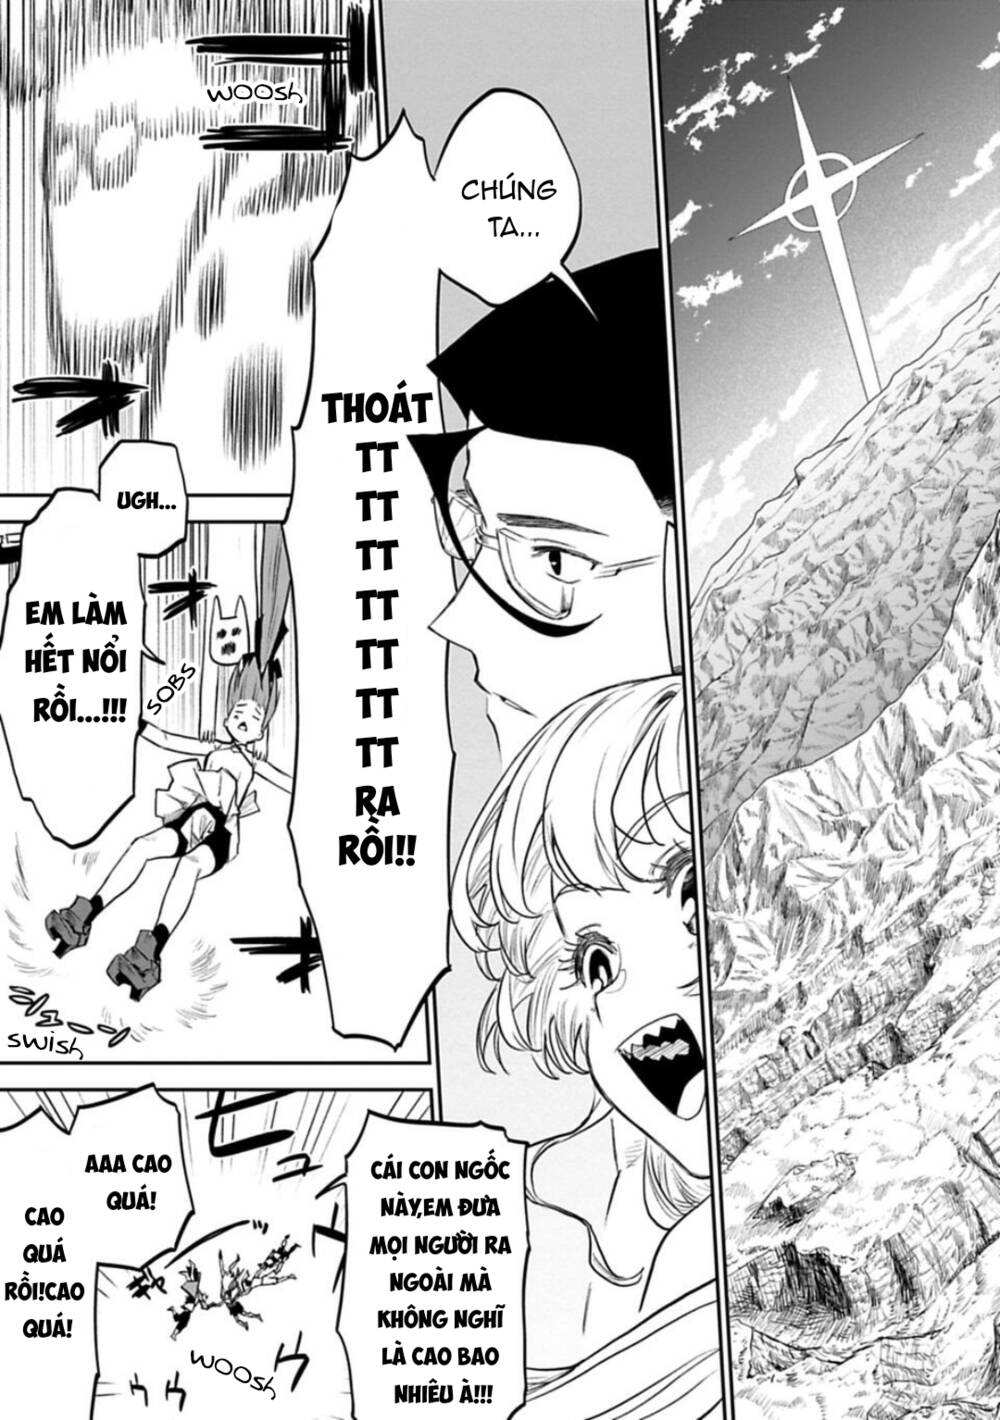 CHÚNG
TA...
THOÁT
TT
TT
TT
TT
TT
TT
TT
RA
RỒI!!
WOOSH
UGH...
EM LÀM
HẾT NỔI
RỒI...!!!
SOBS
SWISH
CÁI CON NGỐC
NÀY,EM ĐƯA
MỌI NGƯỜI RA
NGOÀI MÀ
KHÔNG NGHĨ
LÀ CAO BAO
NHIÊU À!!!
AAA CAO
QUÁ!
CAO
QUÁ
RỒI!CAO
QUÁ!
WOOSH